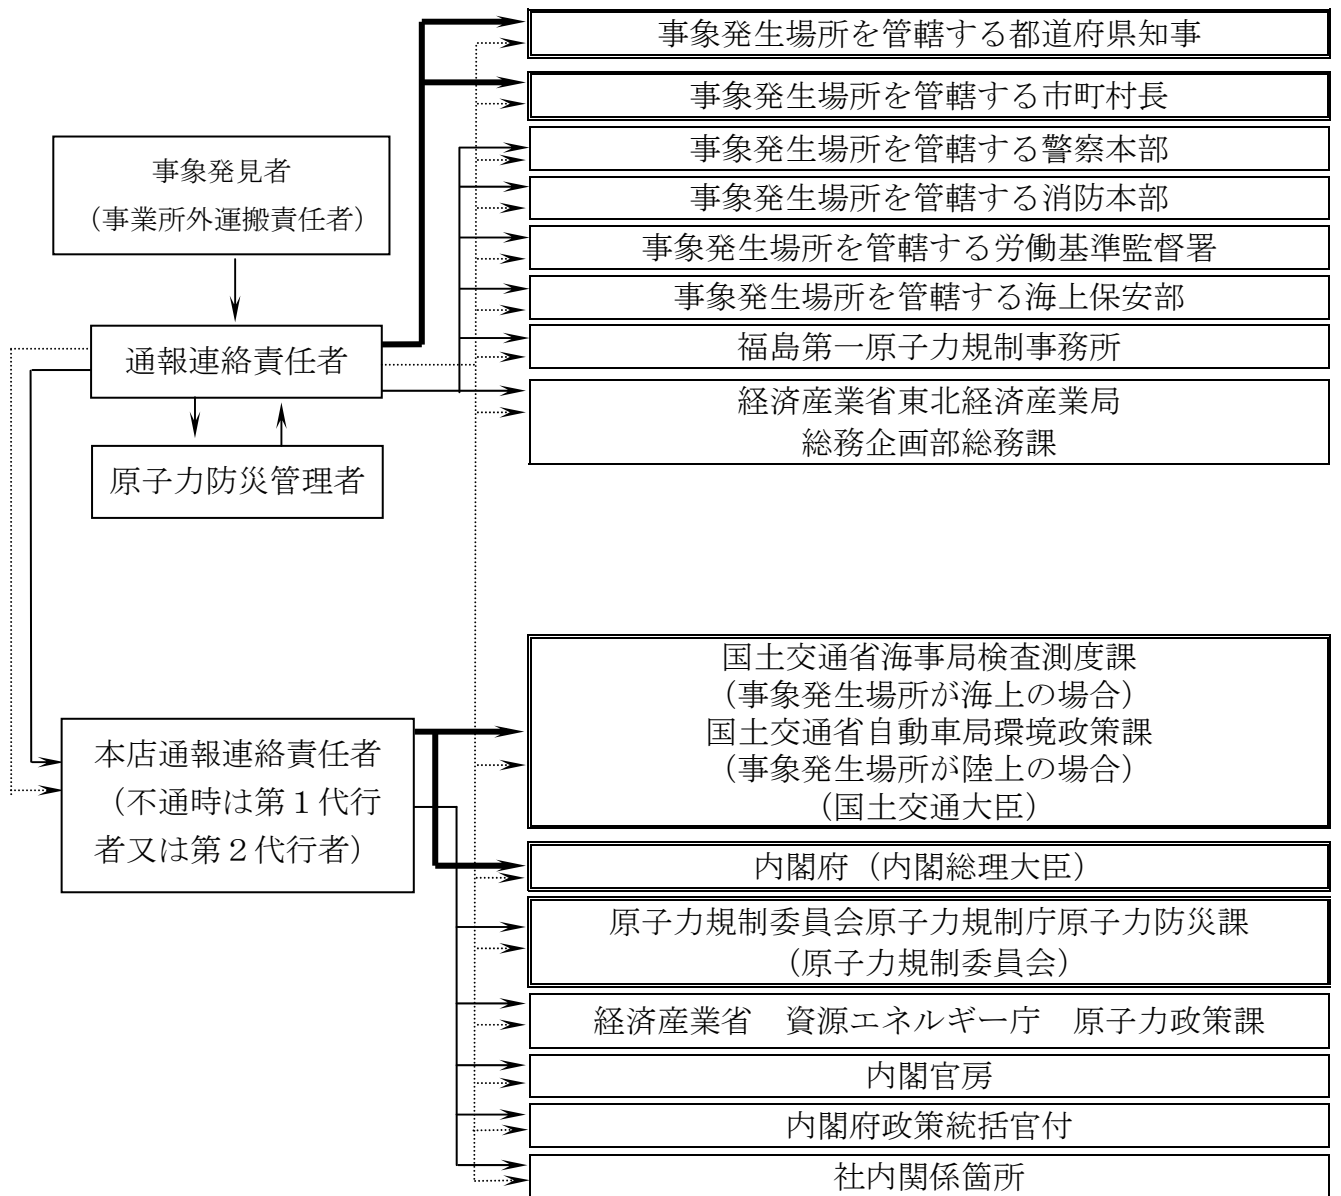 事象発生場所を管轄する都道府県知事
事象発生場所を管轄する市町村長
事象発生場所を管轄する警察本部
事象発生場所を管轄する消防本部
事象発生場所を管轄する労働基準監督署
事象発生場所を管轄する海上保安部
福島第一原子力規制事務所
経済産業省東北経済産業局
総務企画部総務課
事象発見者
（事業所外運搬責任者）
通報連絡責任者
原子力防災管理者
本店通報連絡責任者
（不通時は第１代行
者又は第２代行者）
国土交通省海事局検査測度課
（事象発生場所が海上の場合）
国土交通省自動車局環境政策課
（事象発生場所が陸上の場合）
（国土交通大臣）
内閣府（内閣総理大臣）
原子力規制委員会原子力規制庁原子力防災課
（原子力規制委員会）
経済産業省　資源エネルギー庁　原子力政策課
内閣官房
内閣府政策統括官付
社内関係箇所